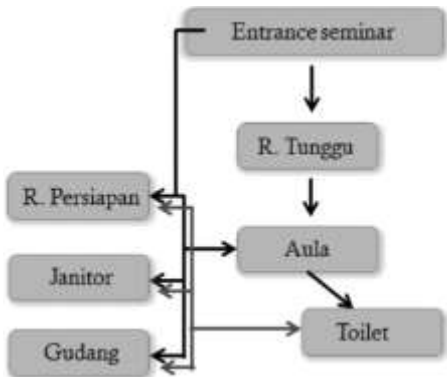 Entrance seminar
R. Tunggu
R. Persiapan
Aula
Janitor
Toilet
Gudang